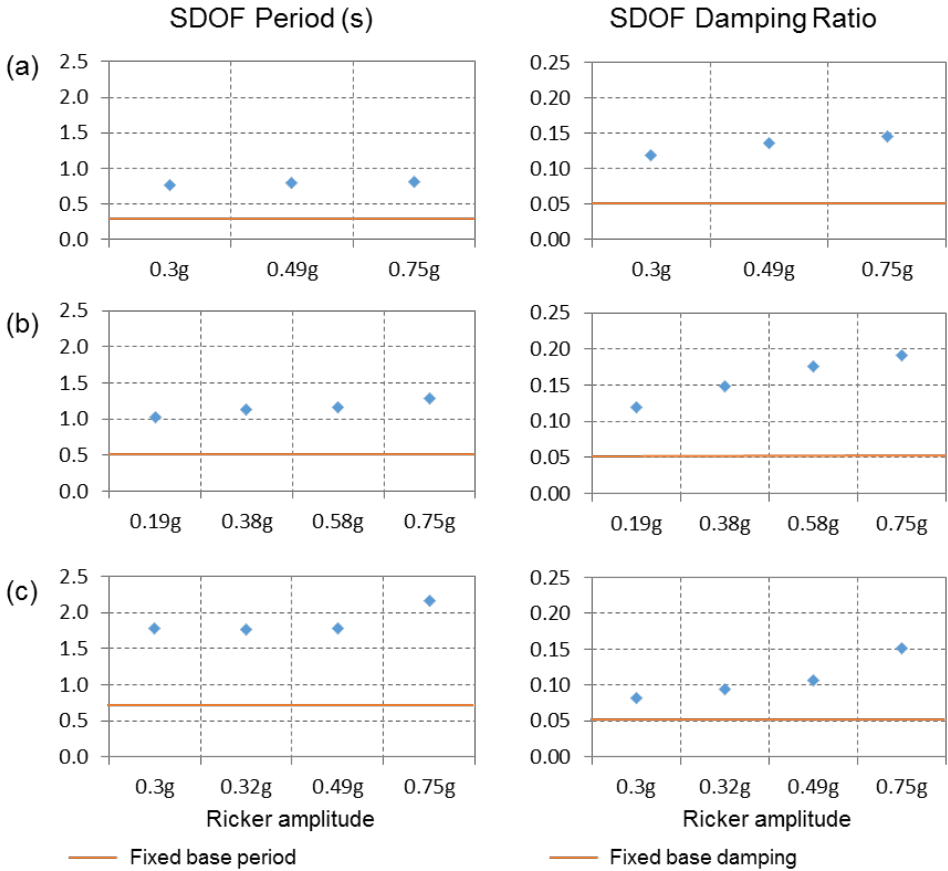 SDOF Period (s)
SDOF Damping Ratio
(a)
2.5
2.0
1.5
1.0
0.5
0.0
0.3g 0.49g 0.75g
0.25
0.20
0.15
0.10
0.05
0.00
0.3g 0.49g 0.75g
(b)
2.5
2.0
1.5
1.0
0.5
0.0
0.19g 0.38g 0.58g 0.75g
0.25
0.20
0.15
0.10
0.05
0.00
0.19g 0.38g 0.58g 0.75g
(c)
2.5
2.0
1.5
1.0
0.5
0.0
0.3g 0.32g 0.49g 0.75g
Ricker amplitude
0.25
0.20
0.15
0.10
0.05
0.00
0.3g 0.32g 0.49g 0.75g
Ricker amplitude
Fixed base period
Fixed base damping